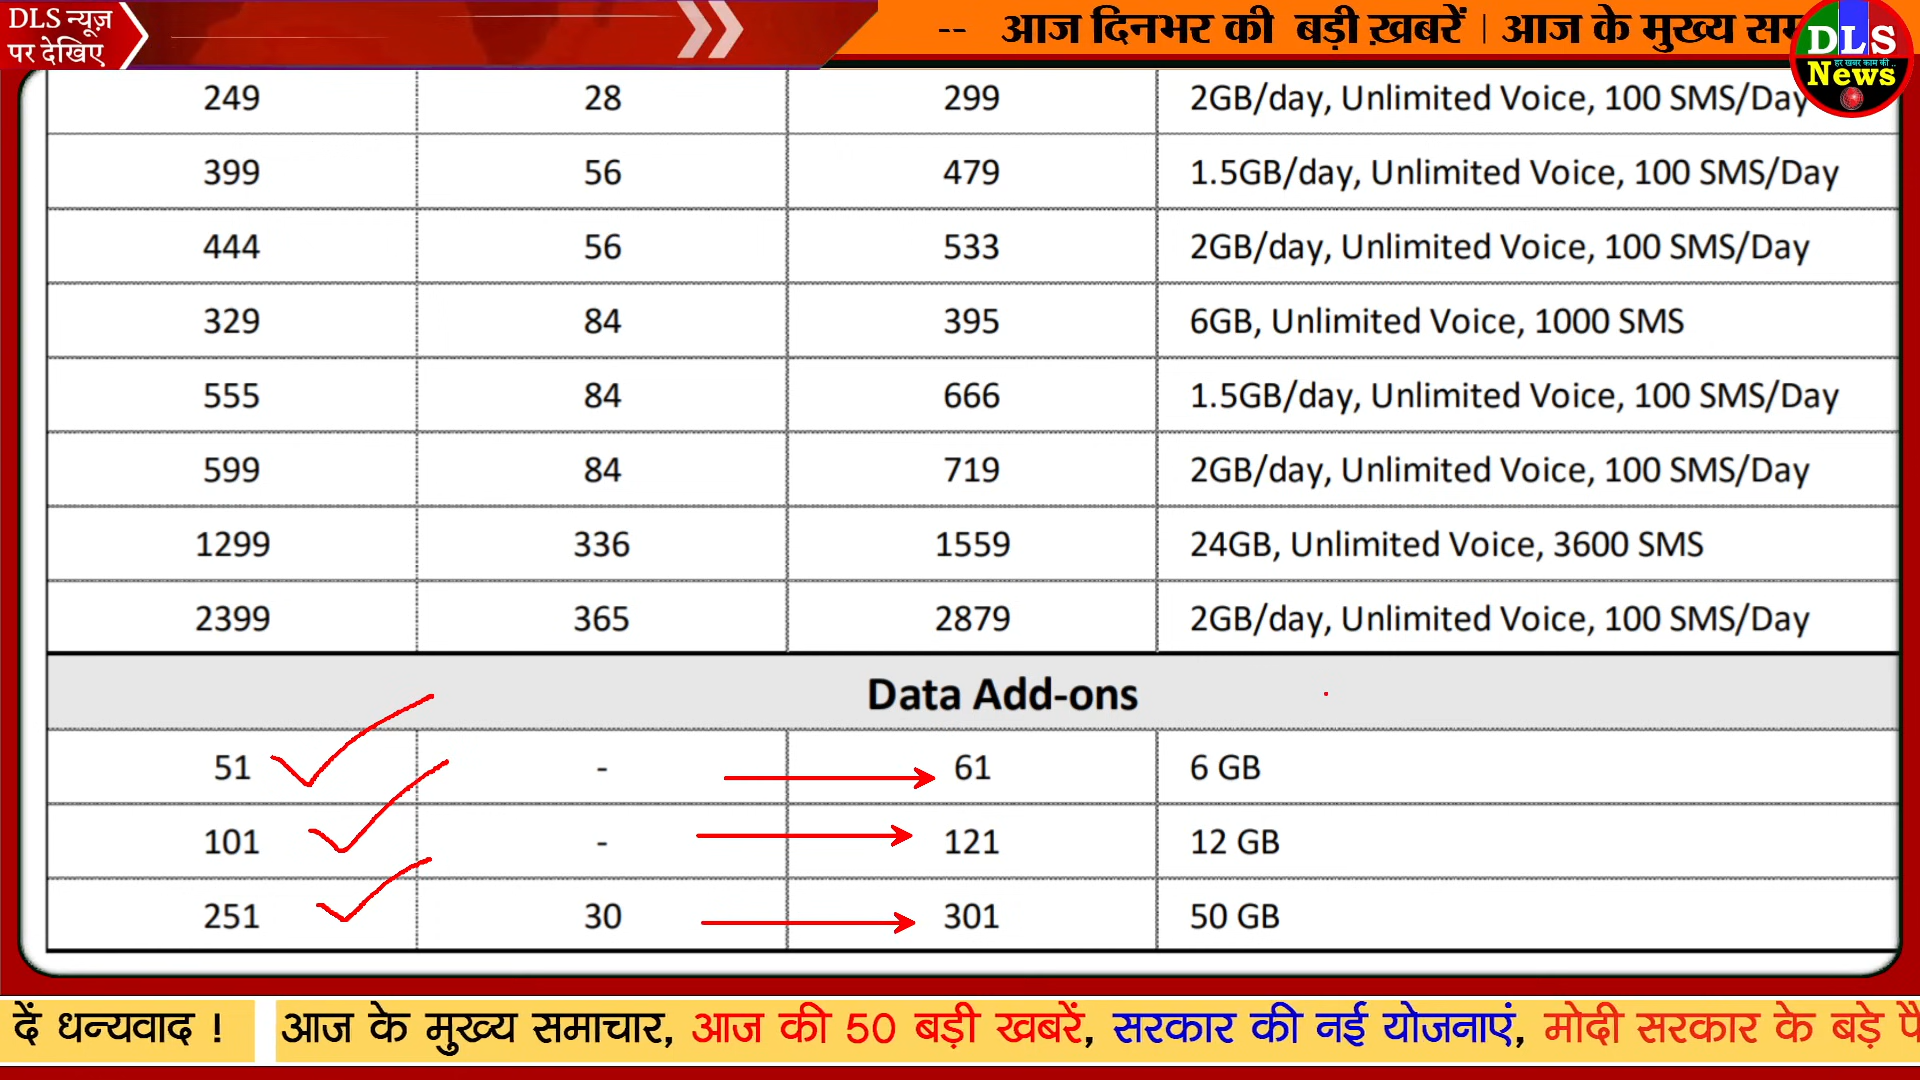 DLS न्यूज़
पर देखिए
-- आज दिनभर की बड़ी ख़बरें | आज के मुख्य सम
DLS
हर खबर काम की ..
News
249 28 299 2GB/day, Unlimited Voice, 100 SMS/Day
399 56 479 1.5GB/day, Unlimited Voice, 100 SMS/Day
444 56 533 2GB/day, Unlimited Voice, 100 SMS/Day
329 84 395 6GB, Unlimited Voice, 1000 SMS
555 84 666 1.5GB/day, Unlimited Voice, 100 SMS/Day
599 84 719 2GB/day, Unlimited Voice, 100 SMS/Day
1299 336 1559 24GB, Unlimited Voice, 3600 SMS
2399 365 2879 2GB/day, Unlimited Voice, 100 SMS/Day
Data Add-ons
51 - 61 6 GB
101 - 121 12 GB
251 30 301 50 GB
दें धन्यवाद ! आज के मुख्य समाचार, आज की 50 बड़ी खबरें, सरकार की नई योजनाएं, मोदी सरकार के बड़े फै